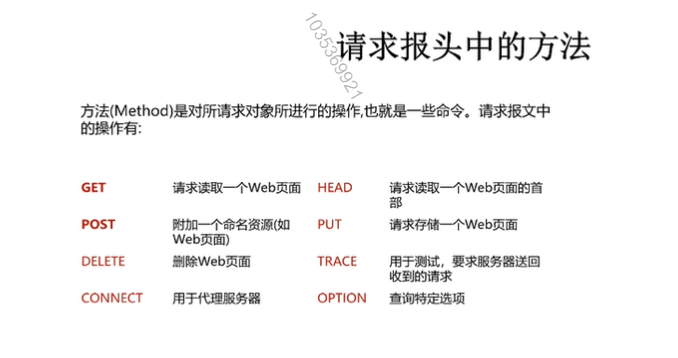 请求报头中的方法
1035369921
方法(Method)是对所请求对象所进行的操作,也就是一些命令。请求报文中
的操作有:
GET 请求读取一个Web页面 HEAD 请求读取一个Web页面的首
部
POST 附加一个命名资源(如 PUT 请求存储一个Web页面
Web页面)
DELETE 删除Web页面 TRACE 用于测试，要求服务器送回
收到的请求
CONNECT 用于代理服务器 OPTION 查询特定选项